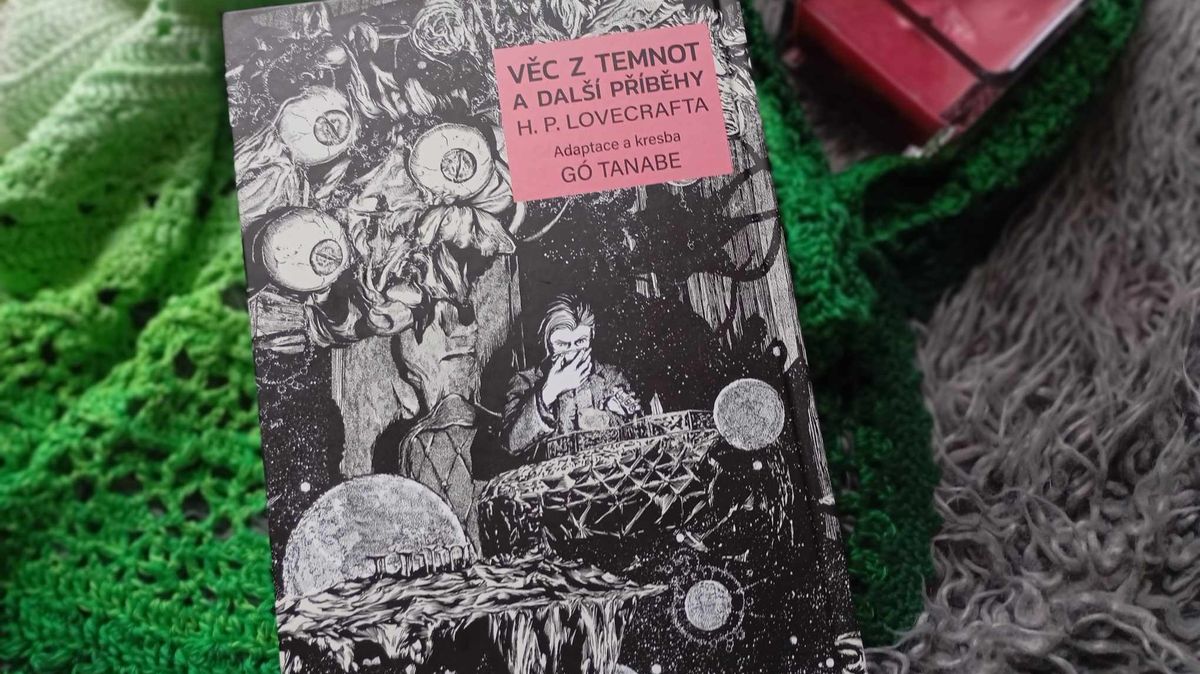 VĚC Z TEMNOT
A DALŠÍ PŘÍBĚHY
H. P. LOVECRAFTA
Adaptace a kresba
GÓ TANABE